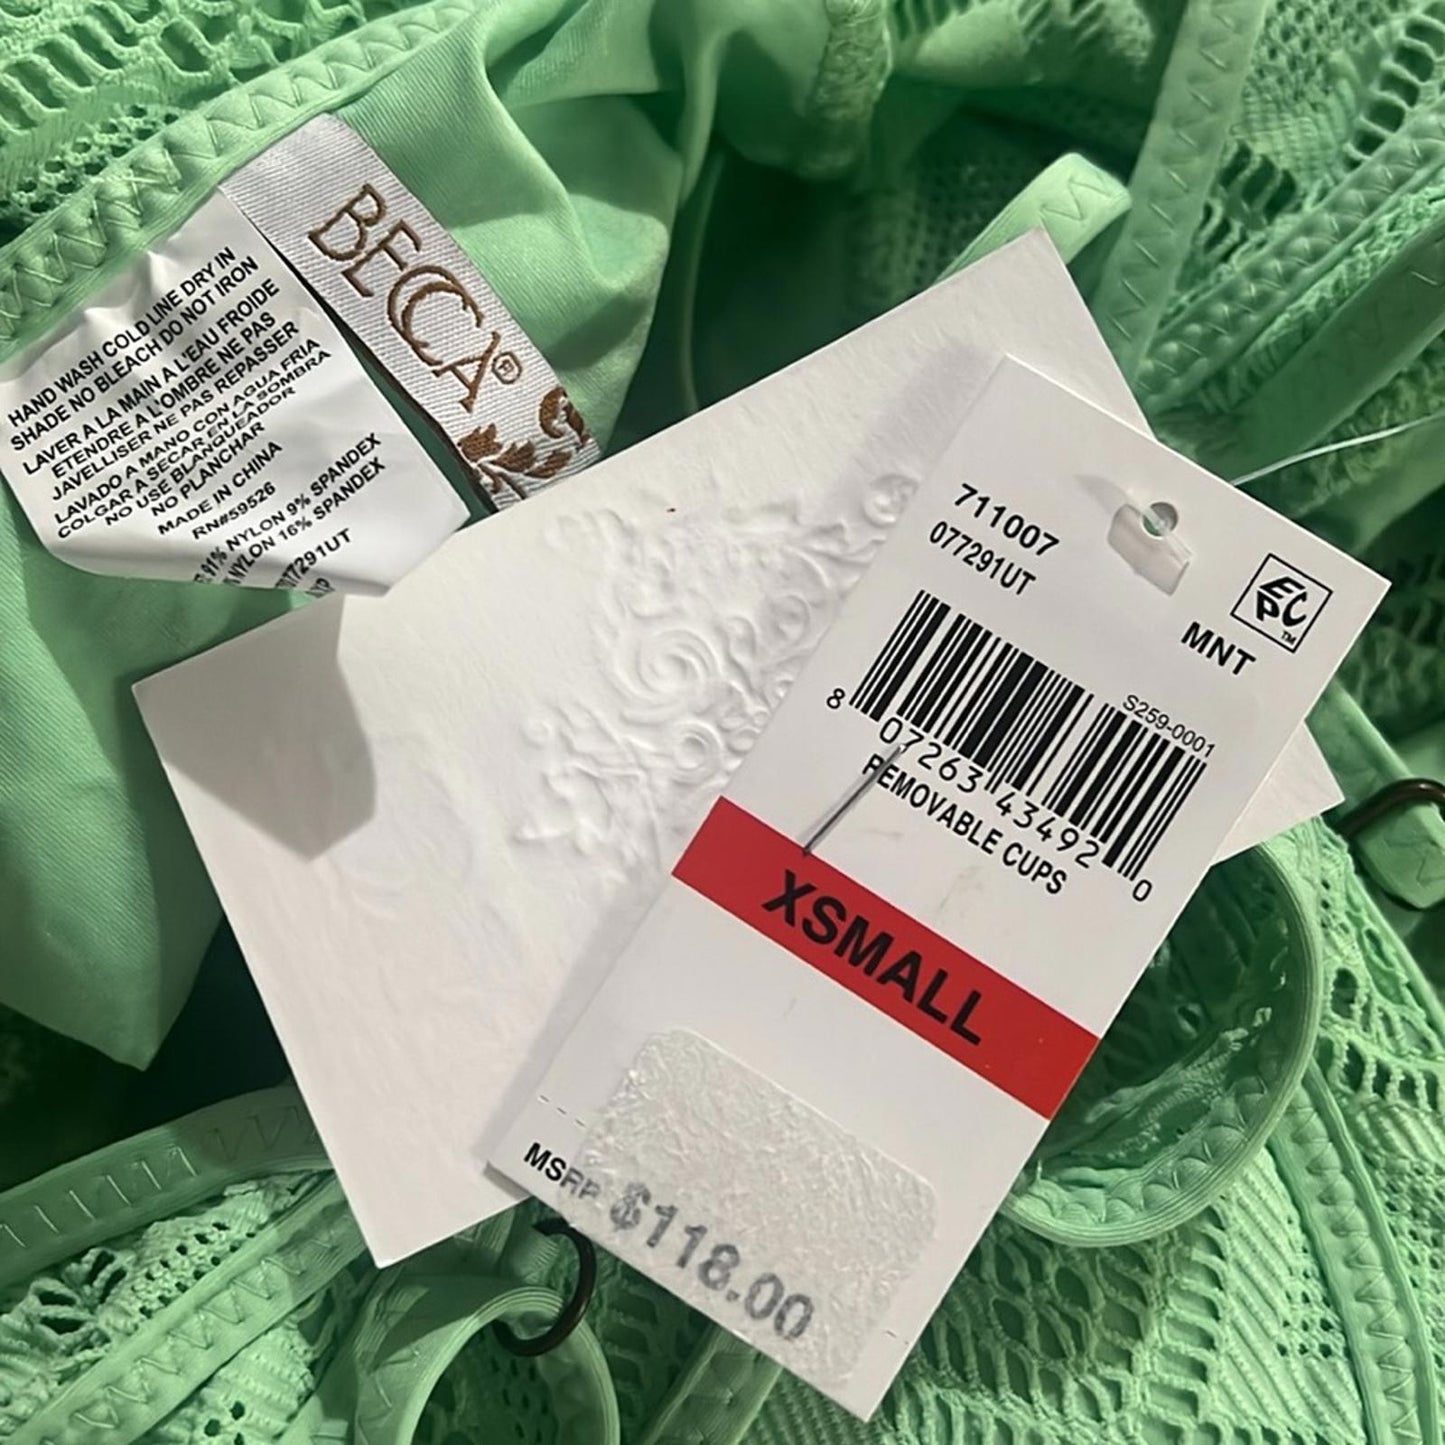 BECCA®
HAND WASH COLD LINE DRY IN
SHADE NO BLEACH DO NOT IRON
LAVER A LA MAIN A L'EAU FROIDE
ETENDRE A L'OMBRE NE PAS
JAVELLISER NE PAS REPASSER
LAVADO A MANO CON AGUA FRIA
COLGAR A SECAR EN LA SOMBRA
NO USE BLANQUEADOR
NO PLANCHAR
MADE IN CHINA
RN#59526
91% NYLON 9% SPANDEX
NYLON 16% SPANDEX
077291UT
711007
077291UT
EPC™
MNT
S259-0001
8 07263 43492 0
REMOVABLE CUPS
XSMALL
MSRP $118.00